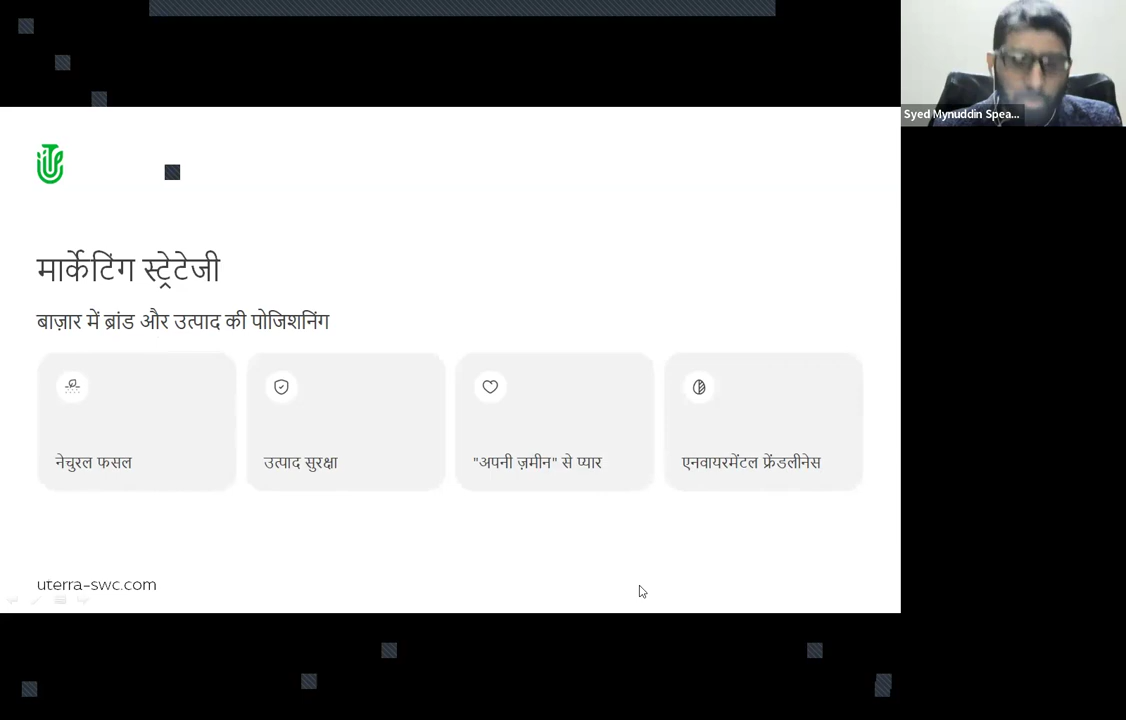 Syed Mynuddin Spea...
मार्केटिंग स्ट्रेटेजी
बाज़ार में ब्रांड और उत्पाद की पोजिशनिंग
नेचुरल फसल
उत्पाद सुरक्षा
"अपनी ज़मीन" से प्यार
एनवायरमेंटल फ्रेंडलीनेस
uterra-swc.com